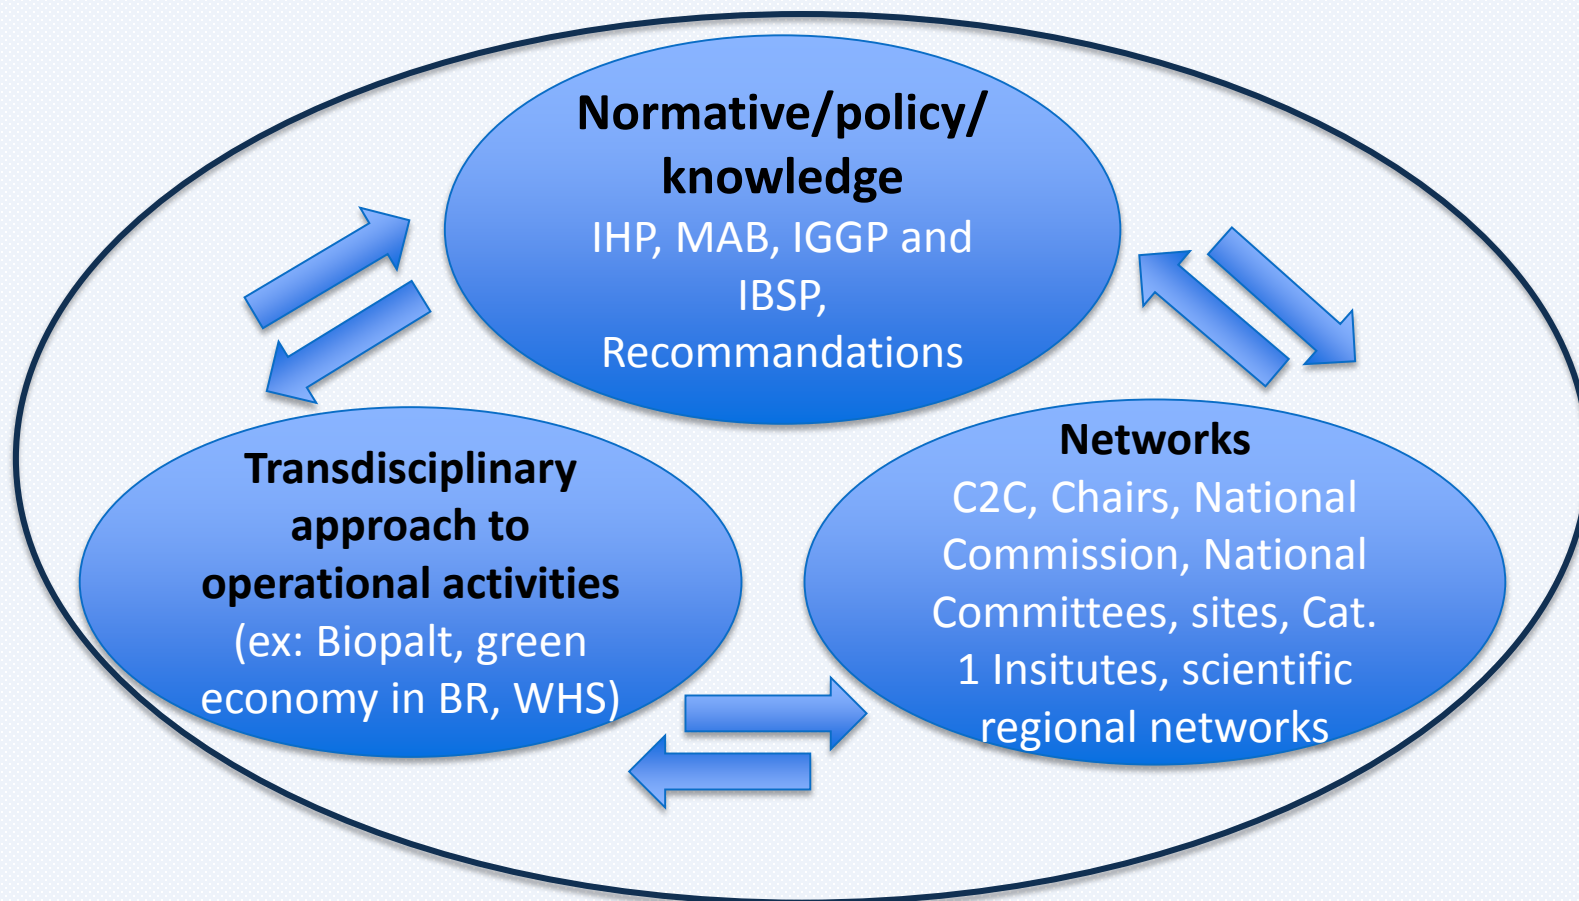 Normative/policy/
knowledge
IHP, MAB, IGGP and
IBSP,
Recommandations
Transdisciplinary
approach to
operational activities
(ex: Biopalt, green
economy in BR, WHS)
Networks
C2C, Chairs, National
Commission, National
Committees, sites, Cat.
1 Insitutes, scientific
regional networks